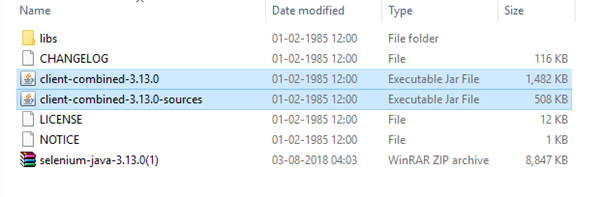 Name Date modified Type Size
libs 01-02-1985 12:00 File folder
CHANGELOG 01-02-1985 12:00 File 116 KB
client-combined-3.13.0 01-02-1985 12:00 Executable Jar File 1,482 KB
client-combined-3.13.0-sources 01-02-1985 12:00 Executable Jar File 508 KB
LICENSE 01-02-1985 12:00 File 12 KB
NOTICE 01-02-1985 12:00 File 1 KB
selenium-java-3.13.0(1) 03-08-2018 04:03 WinRAR ZIP archive 8,847 KB